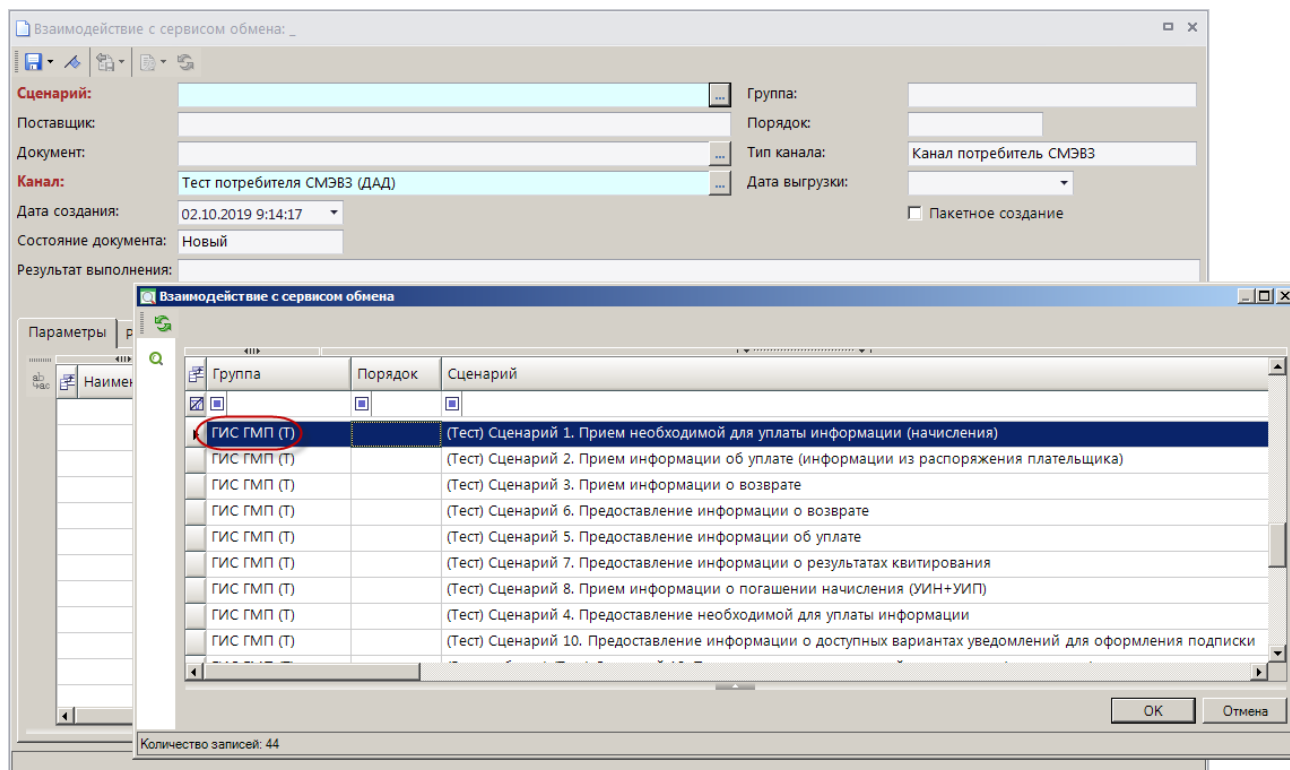 Взаимодействие с сервисом обмена: _
Сценарий: ... Группа:
Поставщик: Порядок:
Документ: ... Тип канала: Канал потребитель СМЭВ3
Канал: Тест потребителя СМЭВ3 (ДАД) ... Дата выгрузки:
Дата создания: 02.10.2019 9:14:17 Пакетное создание
Состояние документа: Новый
Результат выполнения:
Взаимодействие с сервисом обмена
Параметры
Группа Порядок Сценарий
ГИС ГМП (Т) (Тест) Сценарий 1. Прием необходимой для уплаты информации (начисления)
ГИС ГМП (Т) (Тест) Сценарий 2. Прием информации об уплате (информации из распоряжения плательщика)
ГИС ГМП (Т) (Тест) Сценарий 3. Прием информации о возврате
ГИС ГМП (Т) (Тест) Сценарий 6. Предоставление информации о возврате
ГИС ГМП (Т) (Тест) Сценарий 5. Предоставление информации об уплате
ГИС ГМП (Т) (Тест) Сценарий 7. Предоставление информации о результатах квитирования
ГИС ГМП (Т) (Тест) Сценарий 8. Прием информации о погашении начисления (УИН+УИП)
ГИС ГМП (Т) (Тест) Сценарий 4. Предоставление необходимой для уплаты информации
ГИС ГМП (Т) (Тест) Сценарий 10. Предоставление информации о доступных вариантах уведомлений для оформления подписки
OK Отмена
Количество записей: 44